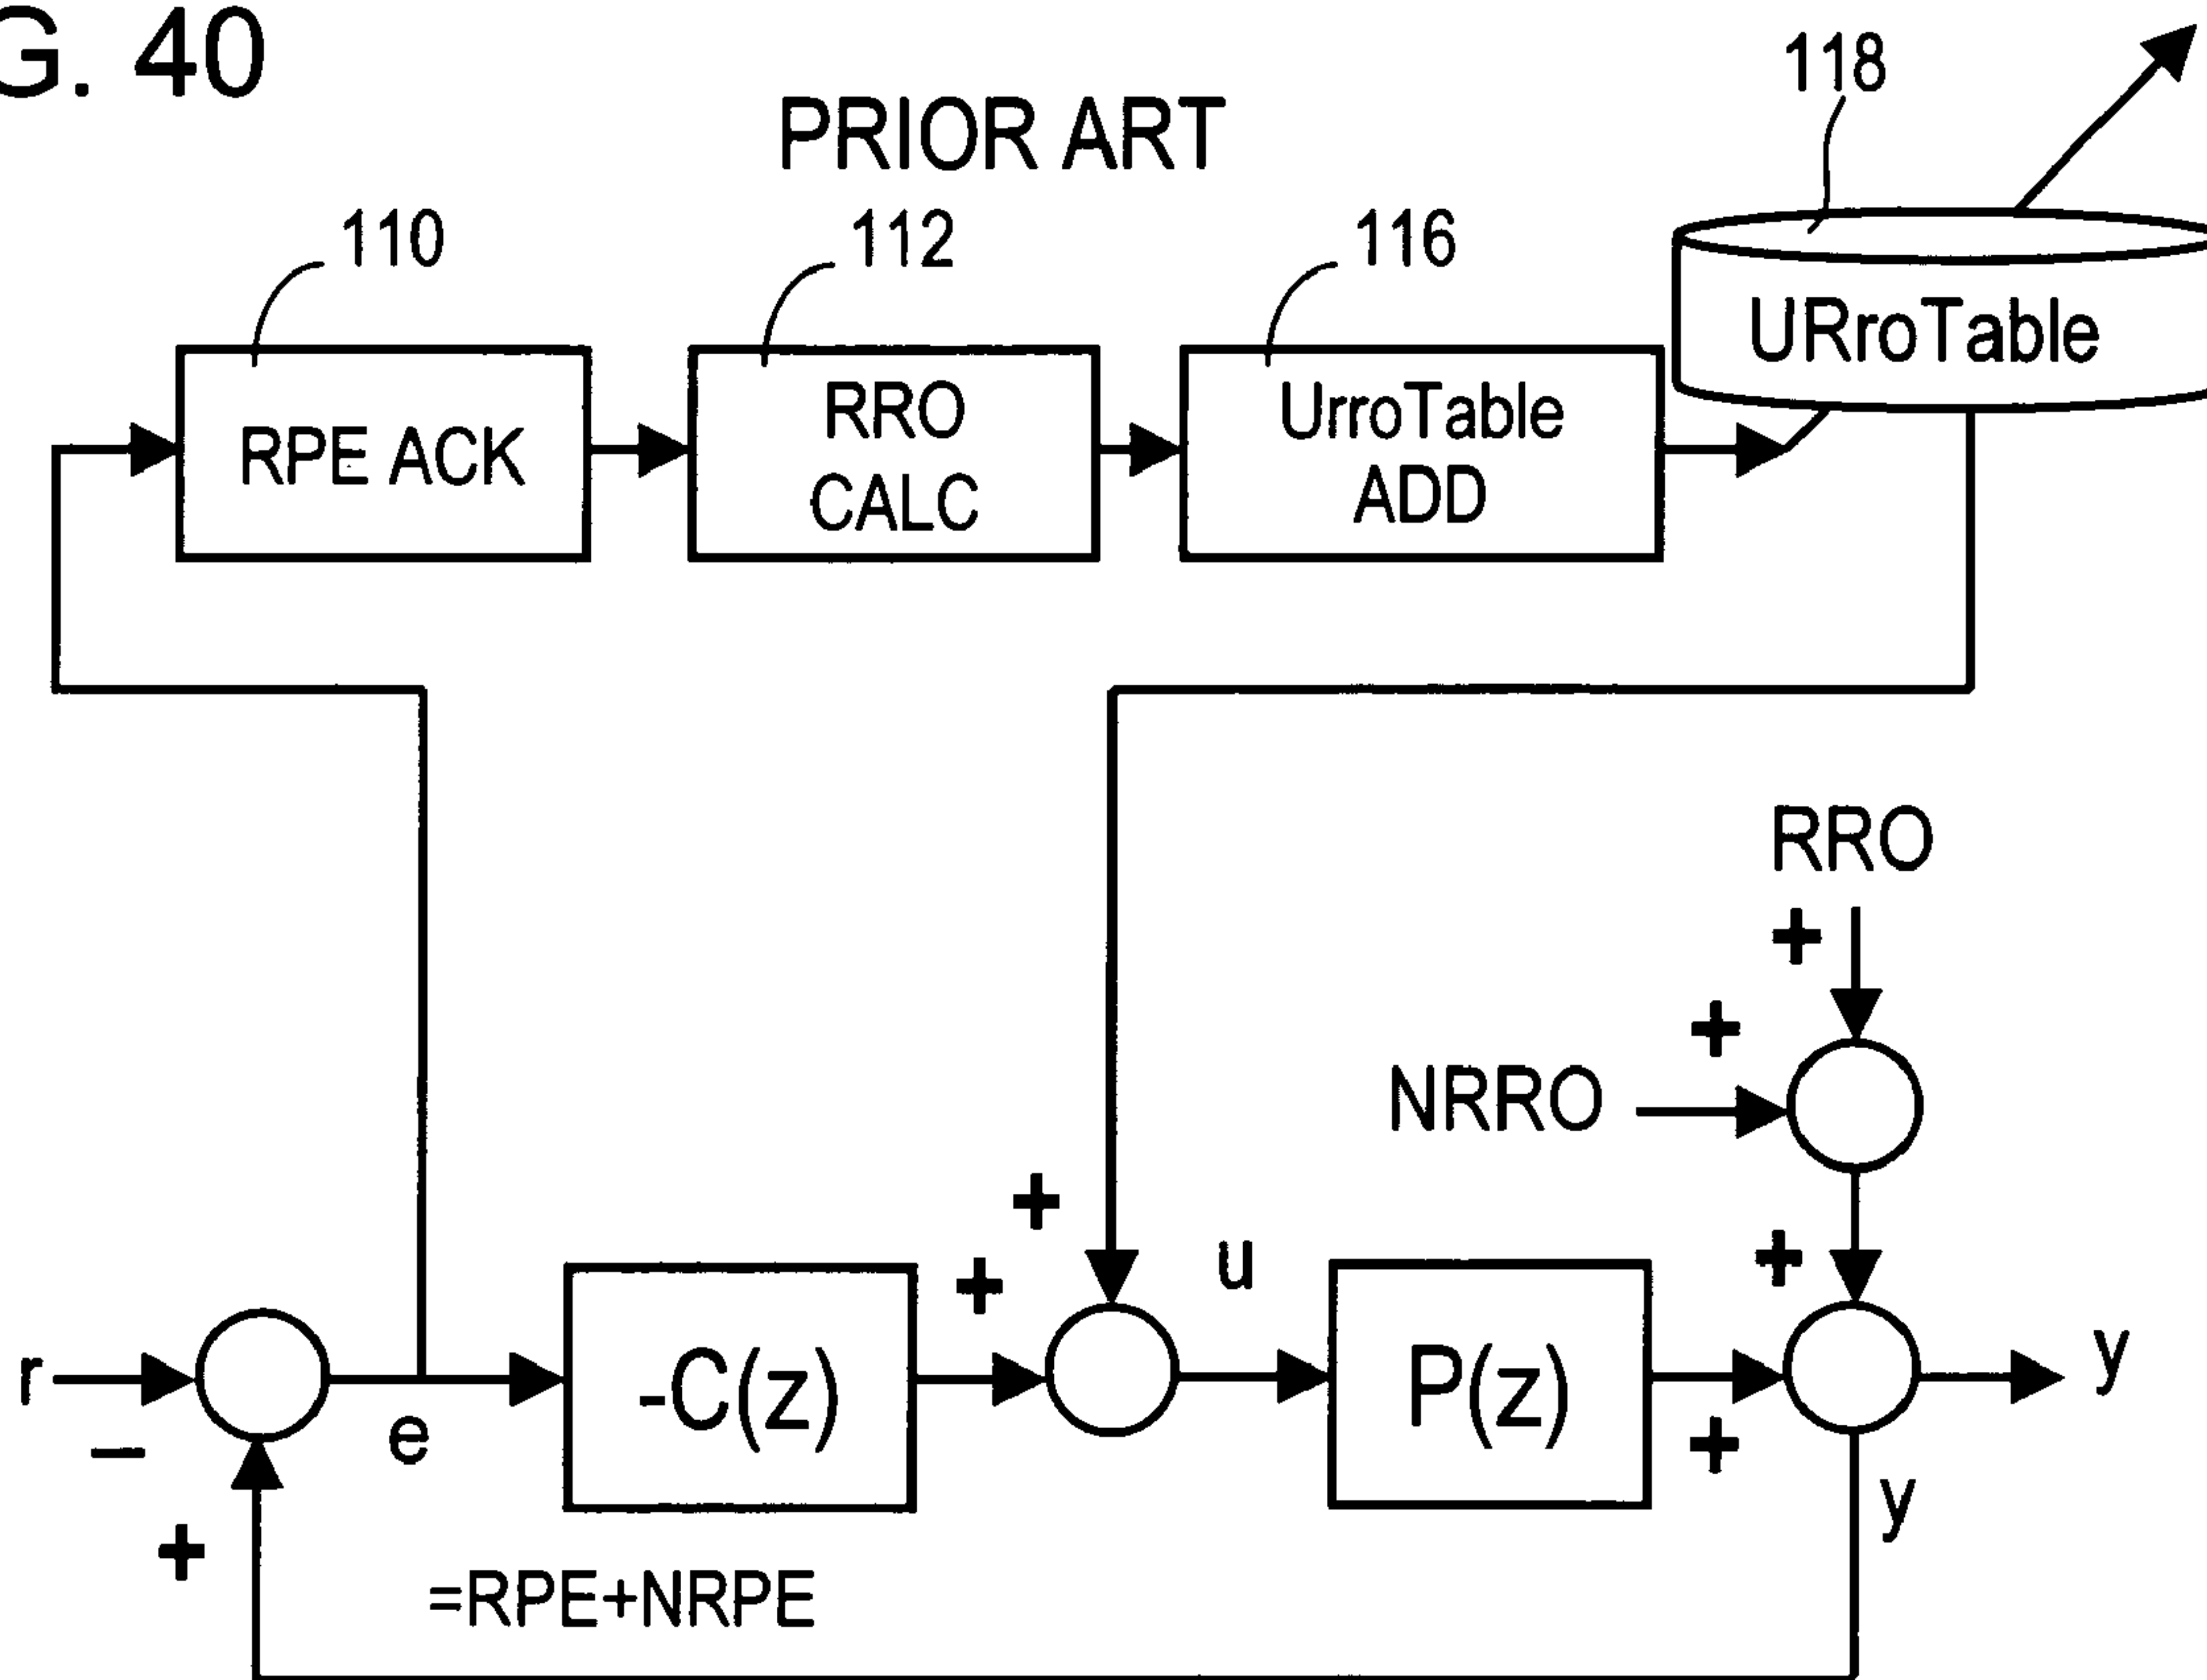 G. 40
PRIOR ART
118
110
112
116
URroTable
RPE ACK
RRO
CALC
UrroTable
ADD
RRO
+
+
NRRO
+
+
u
+
r
-C(z)
P(z)
y
−
e
+
y
+
=RPE+NRPE